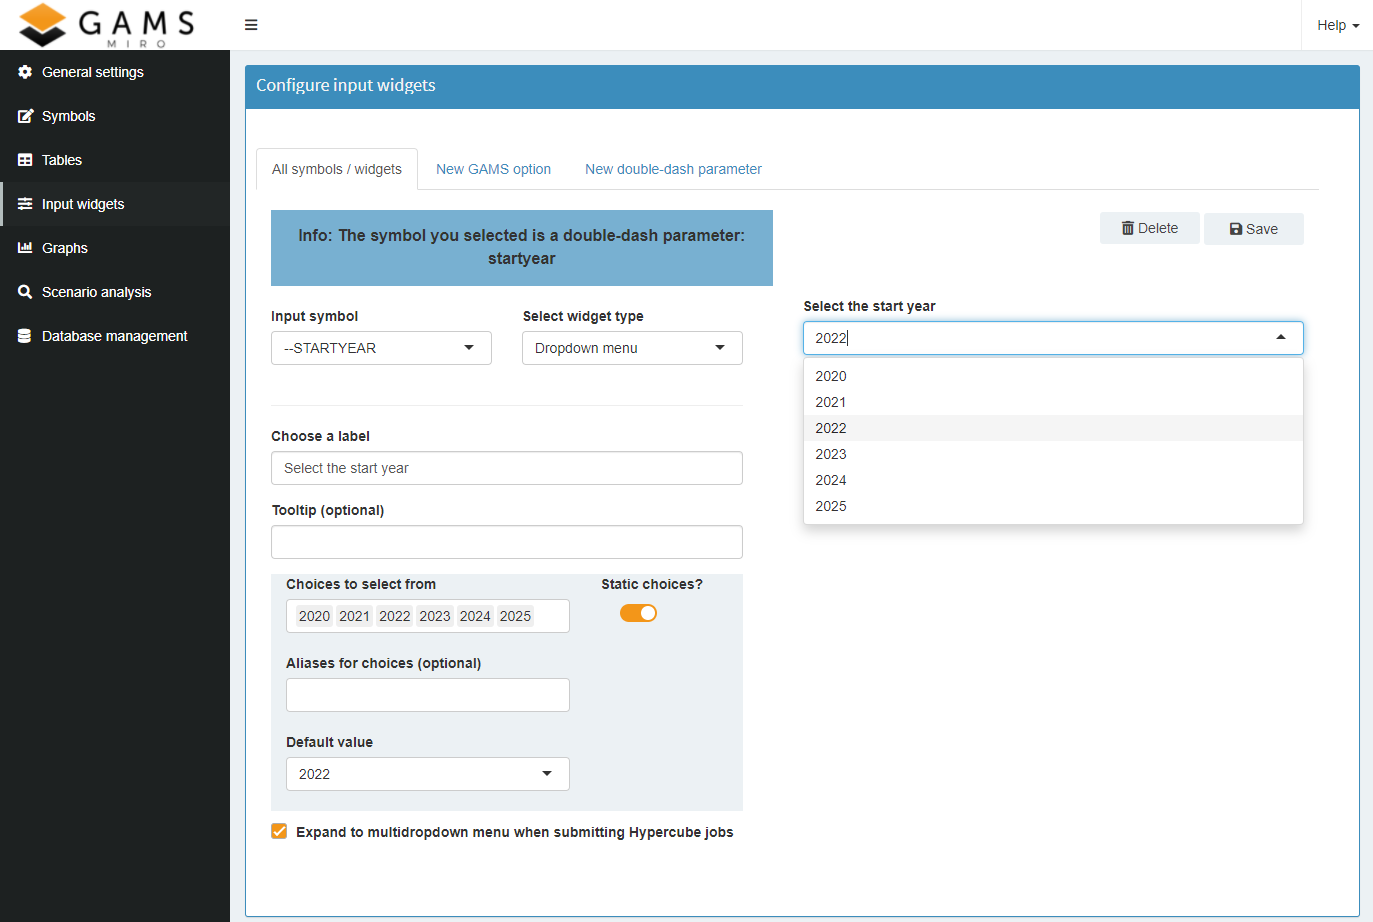 GAMS
MIRO
Help
General settings
Symbols
Tables
Input widgets
Graphs
Scenario analysis
Database management
Configure input widgets
All symbols / widgets
New GAMS option
New double-dash parameter
Info: The symbol you selected is a double-dash parameter:
startyear
Delete
Save
Input symbol
--STARTYEAR
Select widget type
Dropdown menu
Choose a label
Select the start year
Tooltip (optional)
Choices to select from
2020 2021 2022 2023 2024 2025
Static choices?
Aliases for choices (optional)
Default value
2022
Expand to multidropdown menu when submitting Hypercube jobs
Select the start year
2022
2020
2021
2022
2023
2024
2025